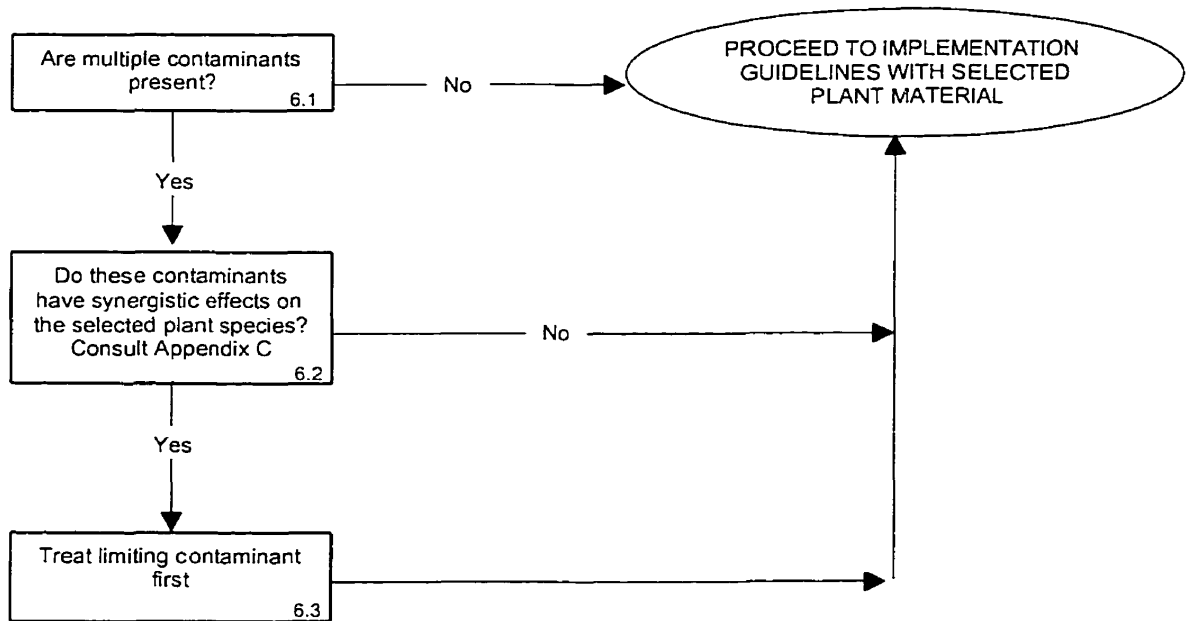 Are multiple contaminants
present?
6.1
No
PROCEED TO IMPLEMENTATION
GUIDELINES WITH SELECTED
PLANT MATERIAL
Yes
Do these contaminants
have synergistic effects on
the selected plant species?
Consult Appendix C
6.2
No
Yes
Treat limiting contaminant
first
6.3